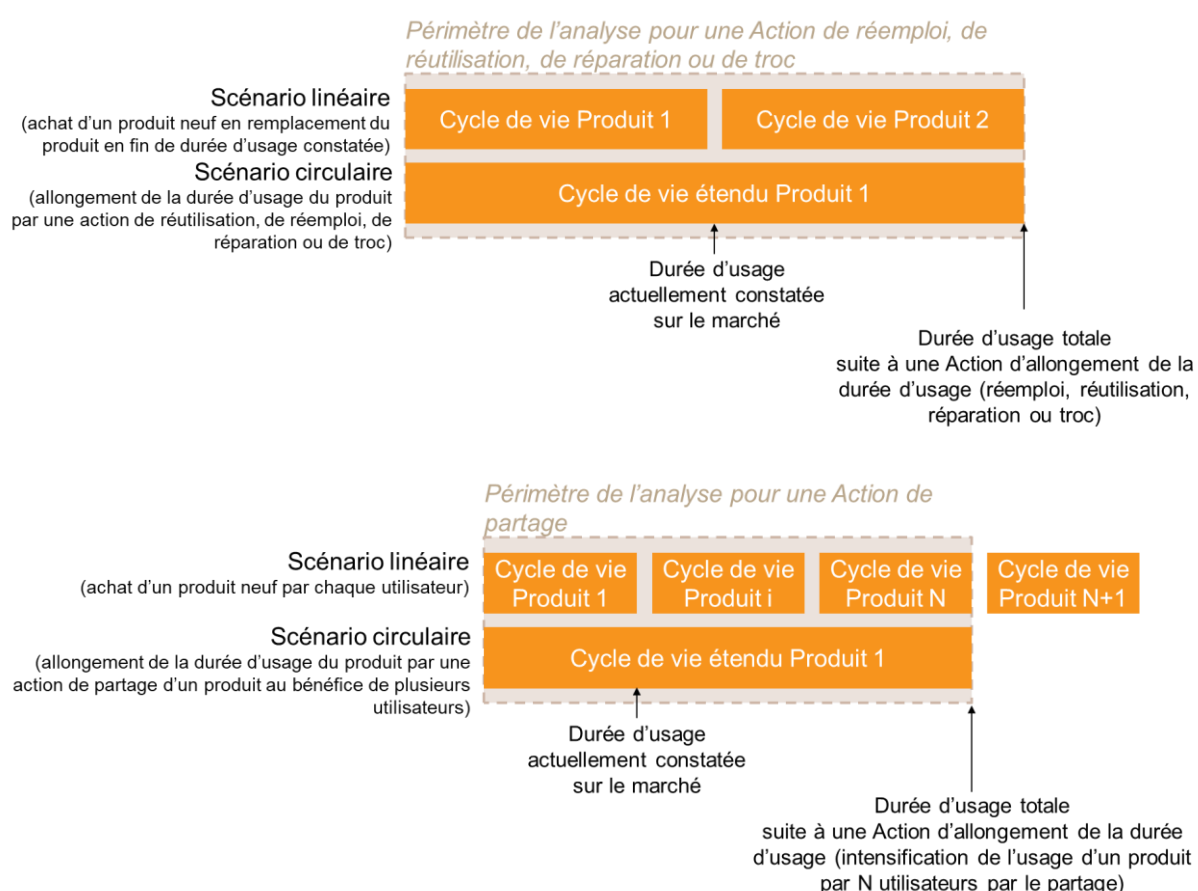 Périmètre de l’analyse pour une Action de réemploi, de
réutilisation, de réparation ou de troc
Scénario linéaire
(achat d’un produit neuf en remplacement du
produit en fin de durée d’usage constatée)
Cycle de vie Produit 1
Cycle de vie Produit 2
Scénario circulaire
(allongement de la durée d’usage du produit
par une action de réutilisation, de réemploi, de
réparation ou de troc)
Cycle de vie étendu Produit 1
Durée d’usage
actuellement constatée
sur le marché
Durée d’usage totale
suite à une Action d’allongement de la
durée d’usage (réemploi, réutilisation,
réparation ou troc)
Périmètre de l’analyse pour une Action de
partage
Scénario linéaire
(achat d’un produit neuf par chaque utilisateur)
Cycle de vie
Produit 1
Cycle de vie
Produit i
Cycle de vie
Produit N
Cycle de vie
Produit N+1
Scénario circulaire
(allongement de la durée d’usage du produit par une
action de partage d’un produit au bénéfice de plusieurs
utilisateurs)
Cycle de vie étendu Produit 1
Durée d’usage
actuellement constatée
sur le marché
Durée d’usage totale
suite à une Action d’allongement de la durée
d’usage (intensification de l’usage d’un produit
par N utilisateurs par le partage)